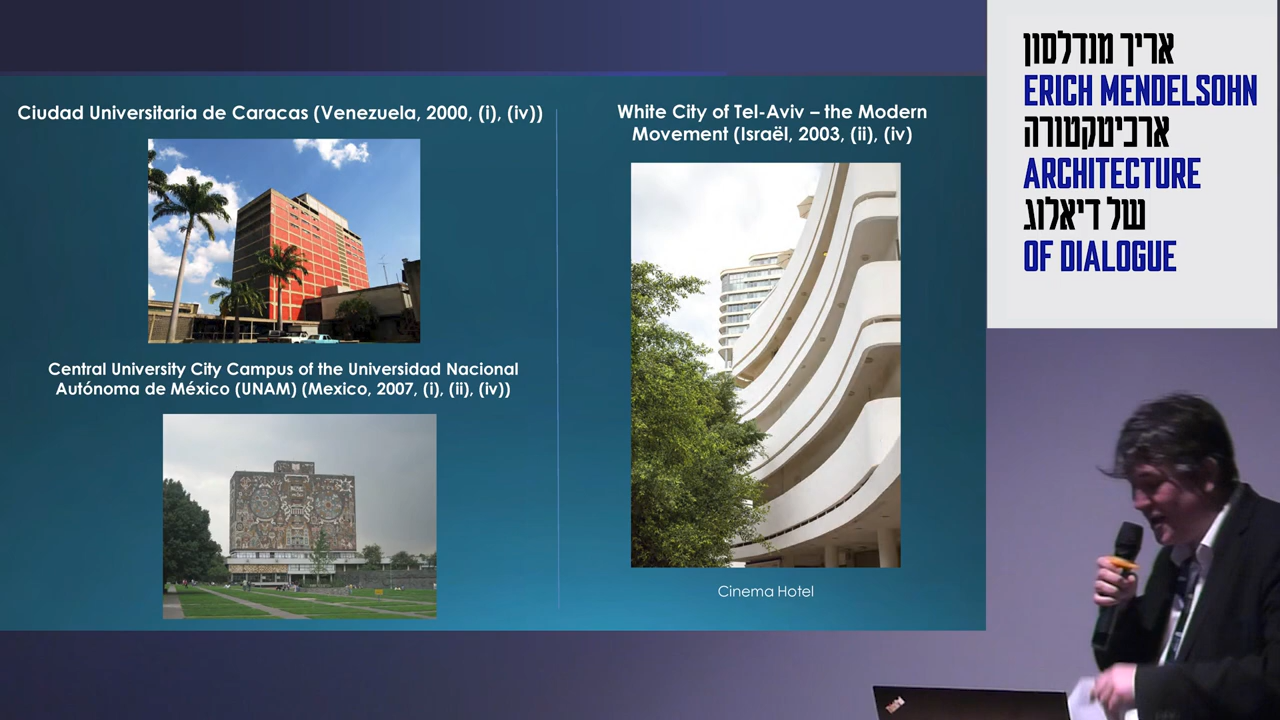 Ciudad Universitaria de Caracas (Venezuela, 2000, (i), (iv))
Central University City Campus of the Universidad Nacional
Autónoma de México (UNAM) (Mexico, 2007, (i), (ii), (iv))
White City of Tel-Aviv – the Modern
Movement (Israël, 2003, (ii), (iv)
Cinema Hotel
אריך מנדלסון
ERICH MENDELSOHN
ארכיטקטורה
ARCHITECTURE
של דיאלוג
OF DIALOGUE